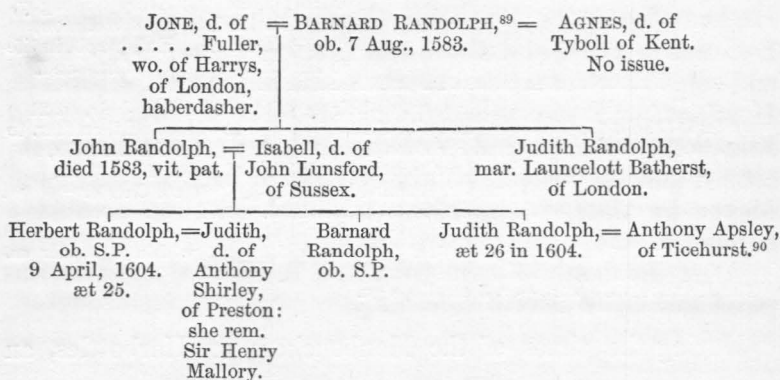 JONE, d. of = BARNARD RANDOLPH,⁸⁹ = AGNES, d. of
. . . . . . Fuller, ob. 7 Aug., 1583. Tyboll of Kent.
wo. of Harrys, No issue.
of London,
haberdasher.
John Randolph, = Isabell, d. of Judith Randolph,
died 1583, vit. pat. John Lunsford, mar. Launcelott Batherst,
of Sussex. of London.
Herbert Randolph,=Judith, Barnard Judith Randolph,= Anthony Apsley,
ob. S.P. d. of Randolph, æt 26 in 1604. of Ticehurst.⁹⁰
9 April, 1604. Anthony ob. S.P.
æt 25. Shirley,
of Preston:
she rem.
Sir Henry
Mallory.